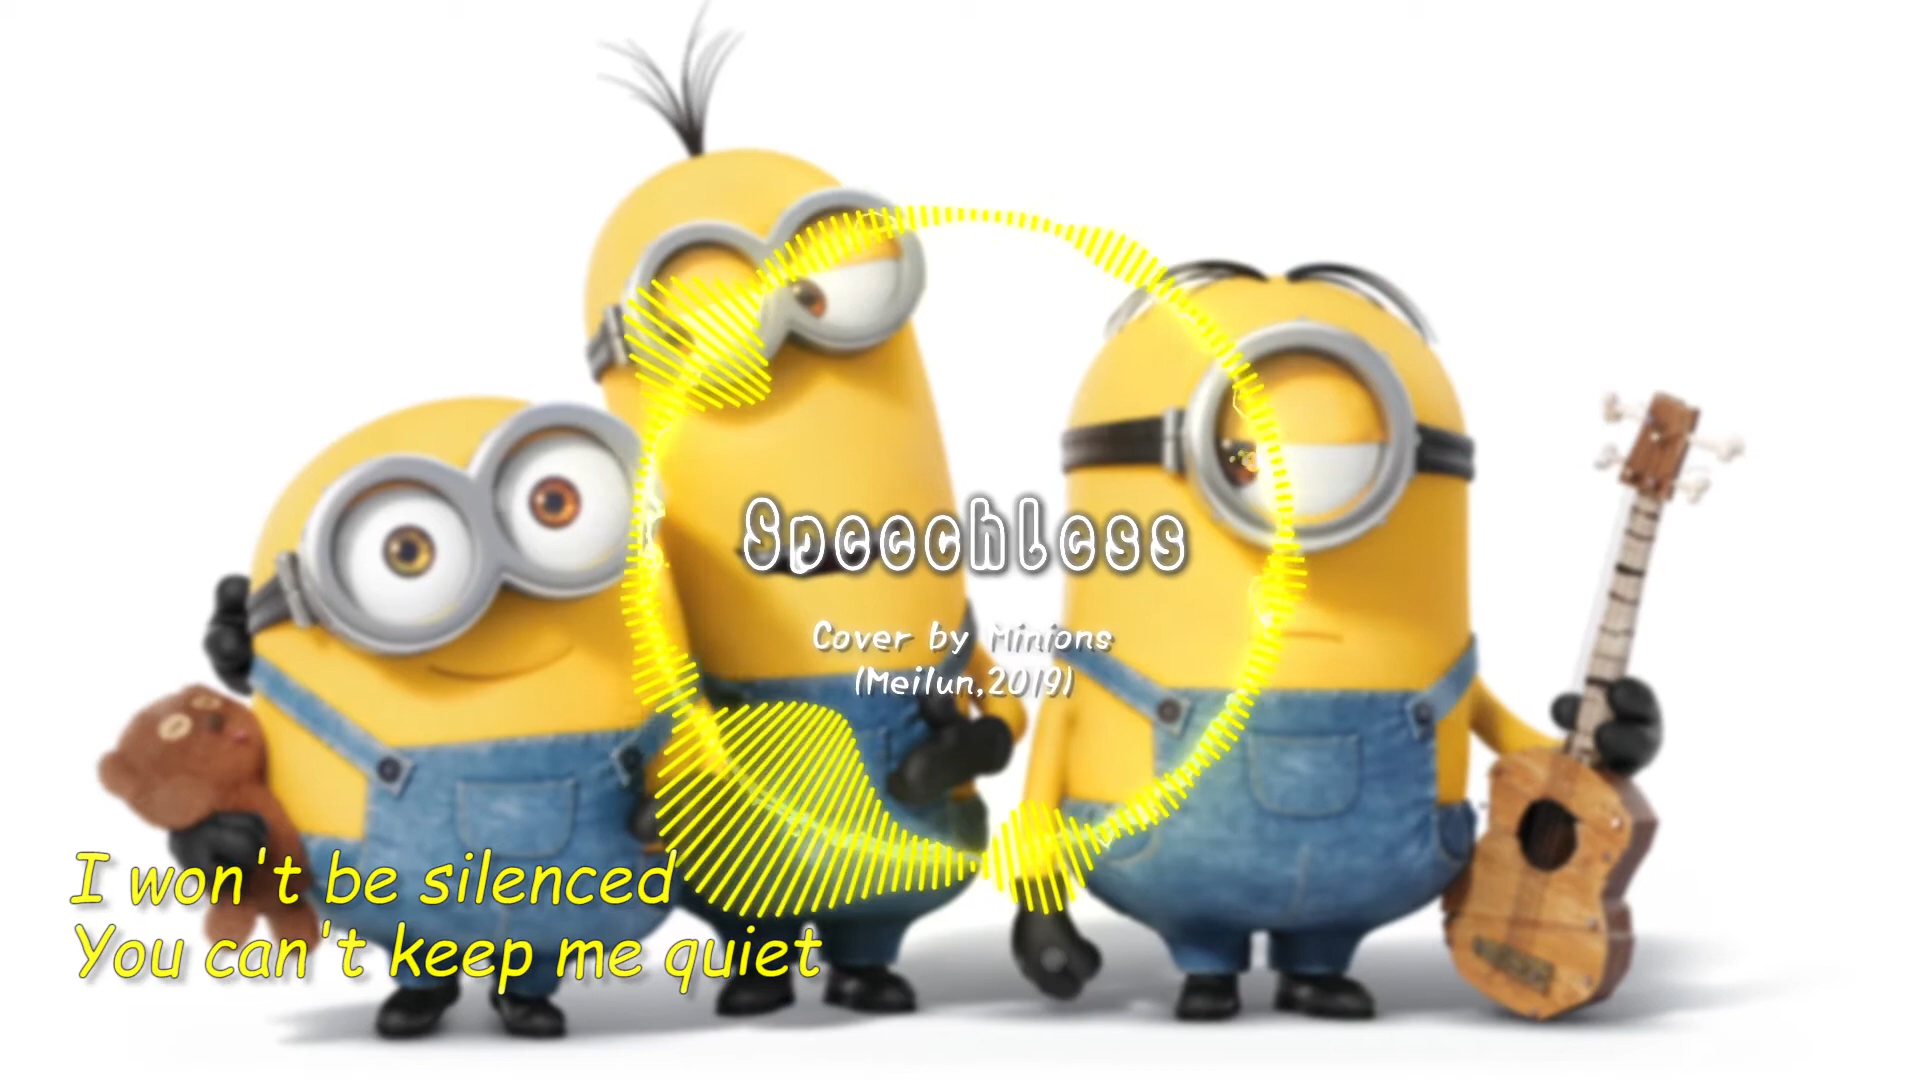 Speechless
Cover by Minions
(Meilun,2019)
I won't be silenced
You can't keep me quiet